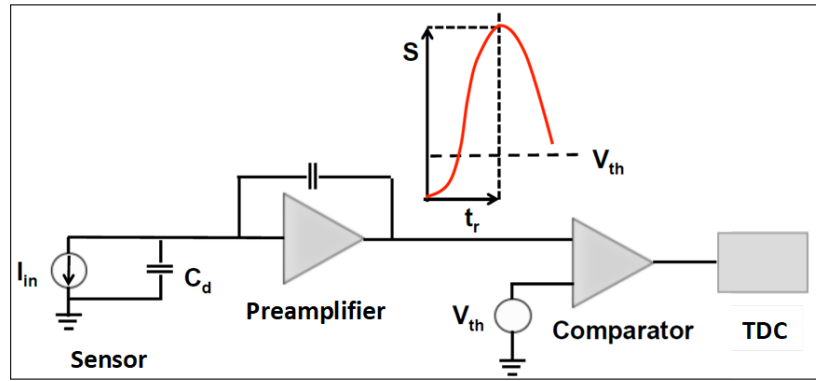 S
V_th
t_r
I_in
C_d
Preamplifier
V_th
Comparator
TDC
Sensor